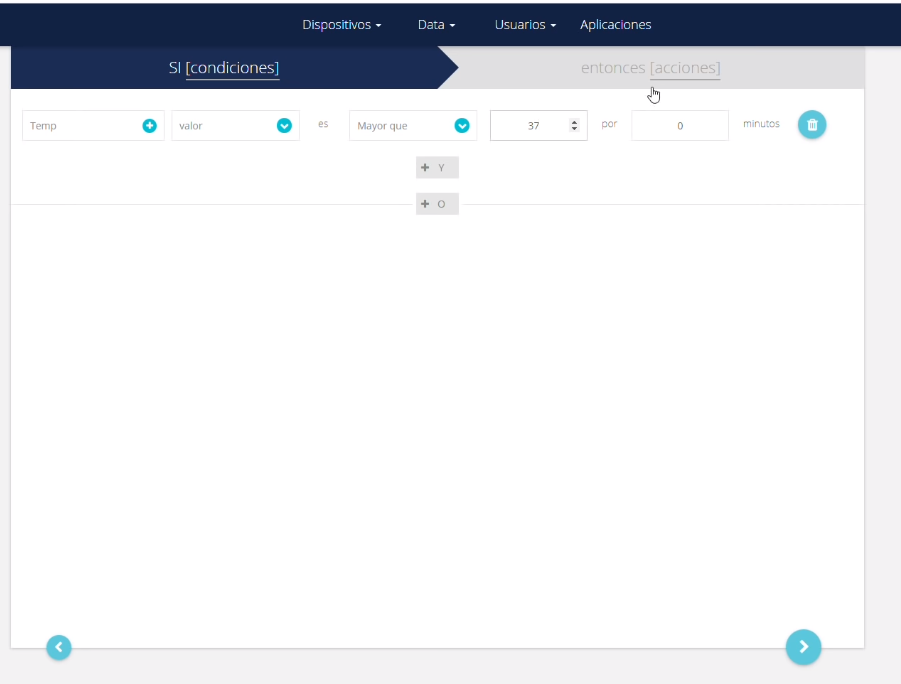 Dispositivos Data Usuarios Aplicaciones
SI [condiciones] entonces [acciones]
Temp valor es Mayor que 37 por 0 minutos
+ Y
+ O